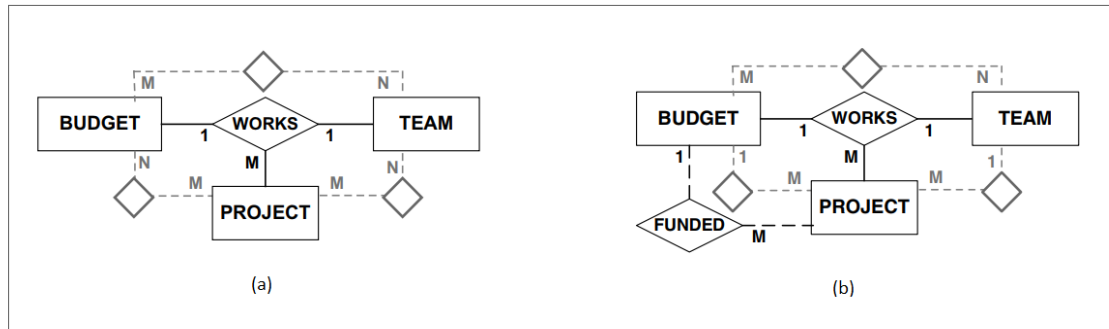 M N
BUDGET WORKS TEAM
1 1
N M N
M M
PROJECT
(a)
M N
BUDGET WORKS TEAM
1 1
1 1 M 1
M M
PROJECT
FUNDED M
(b)